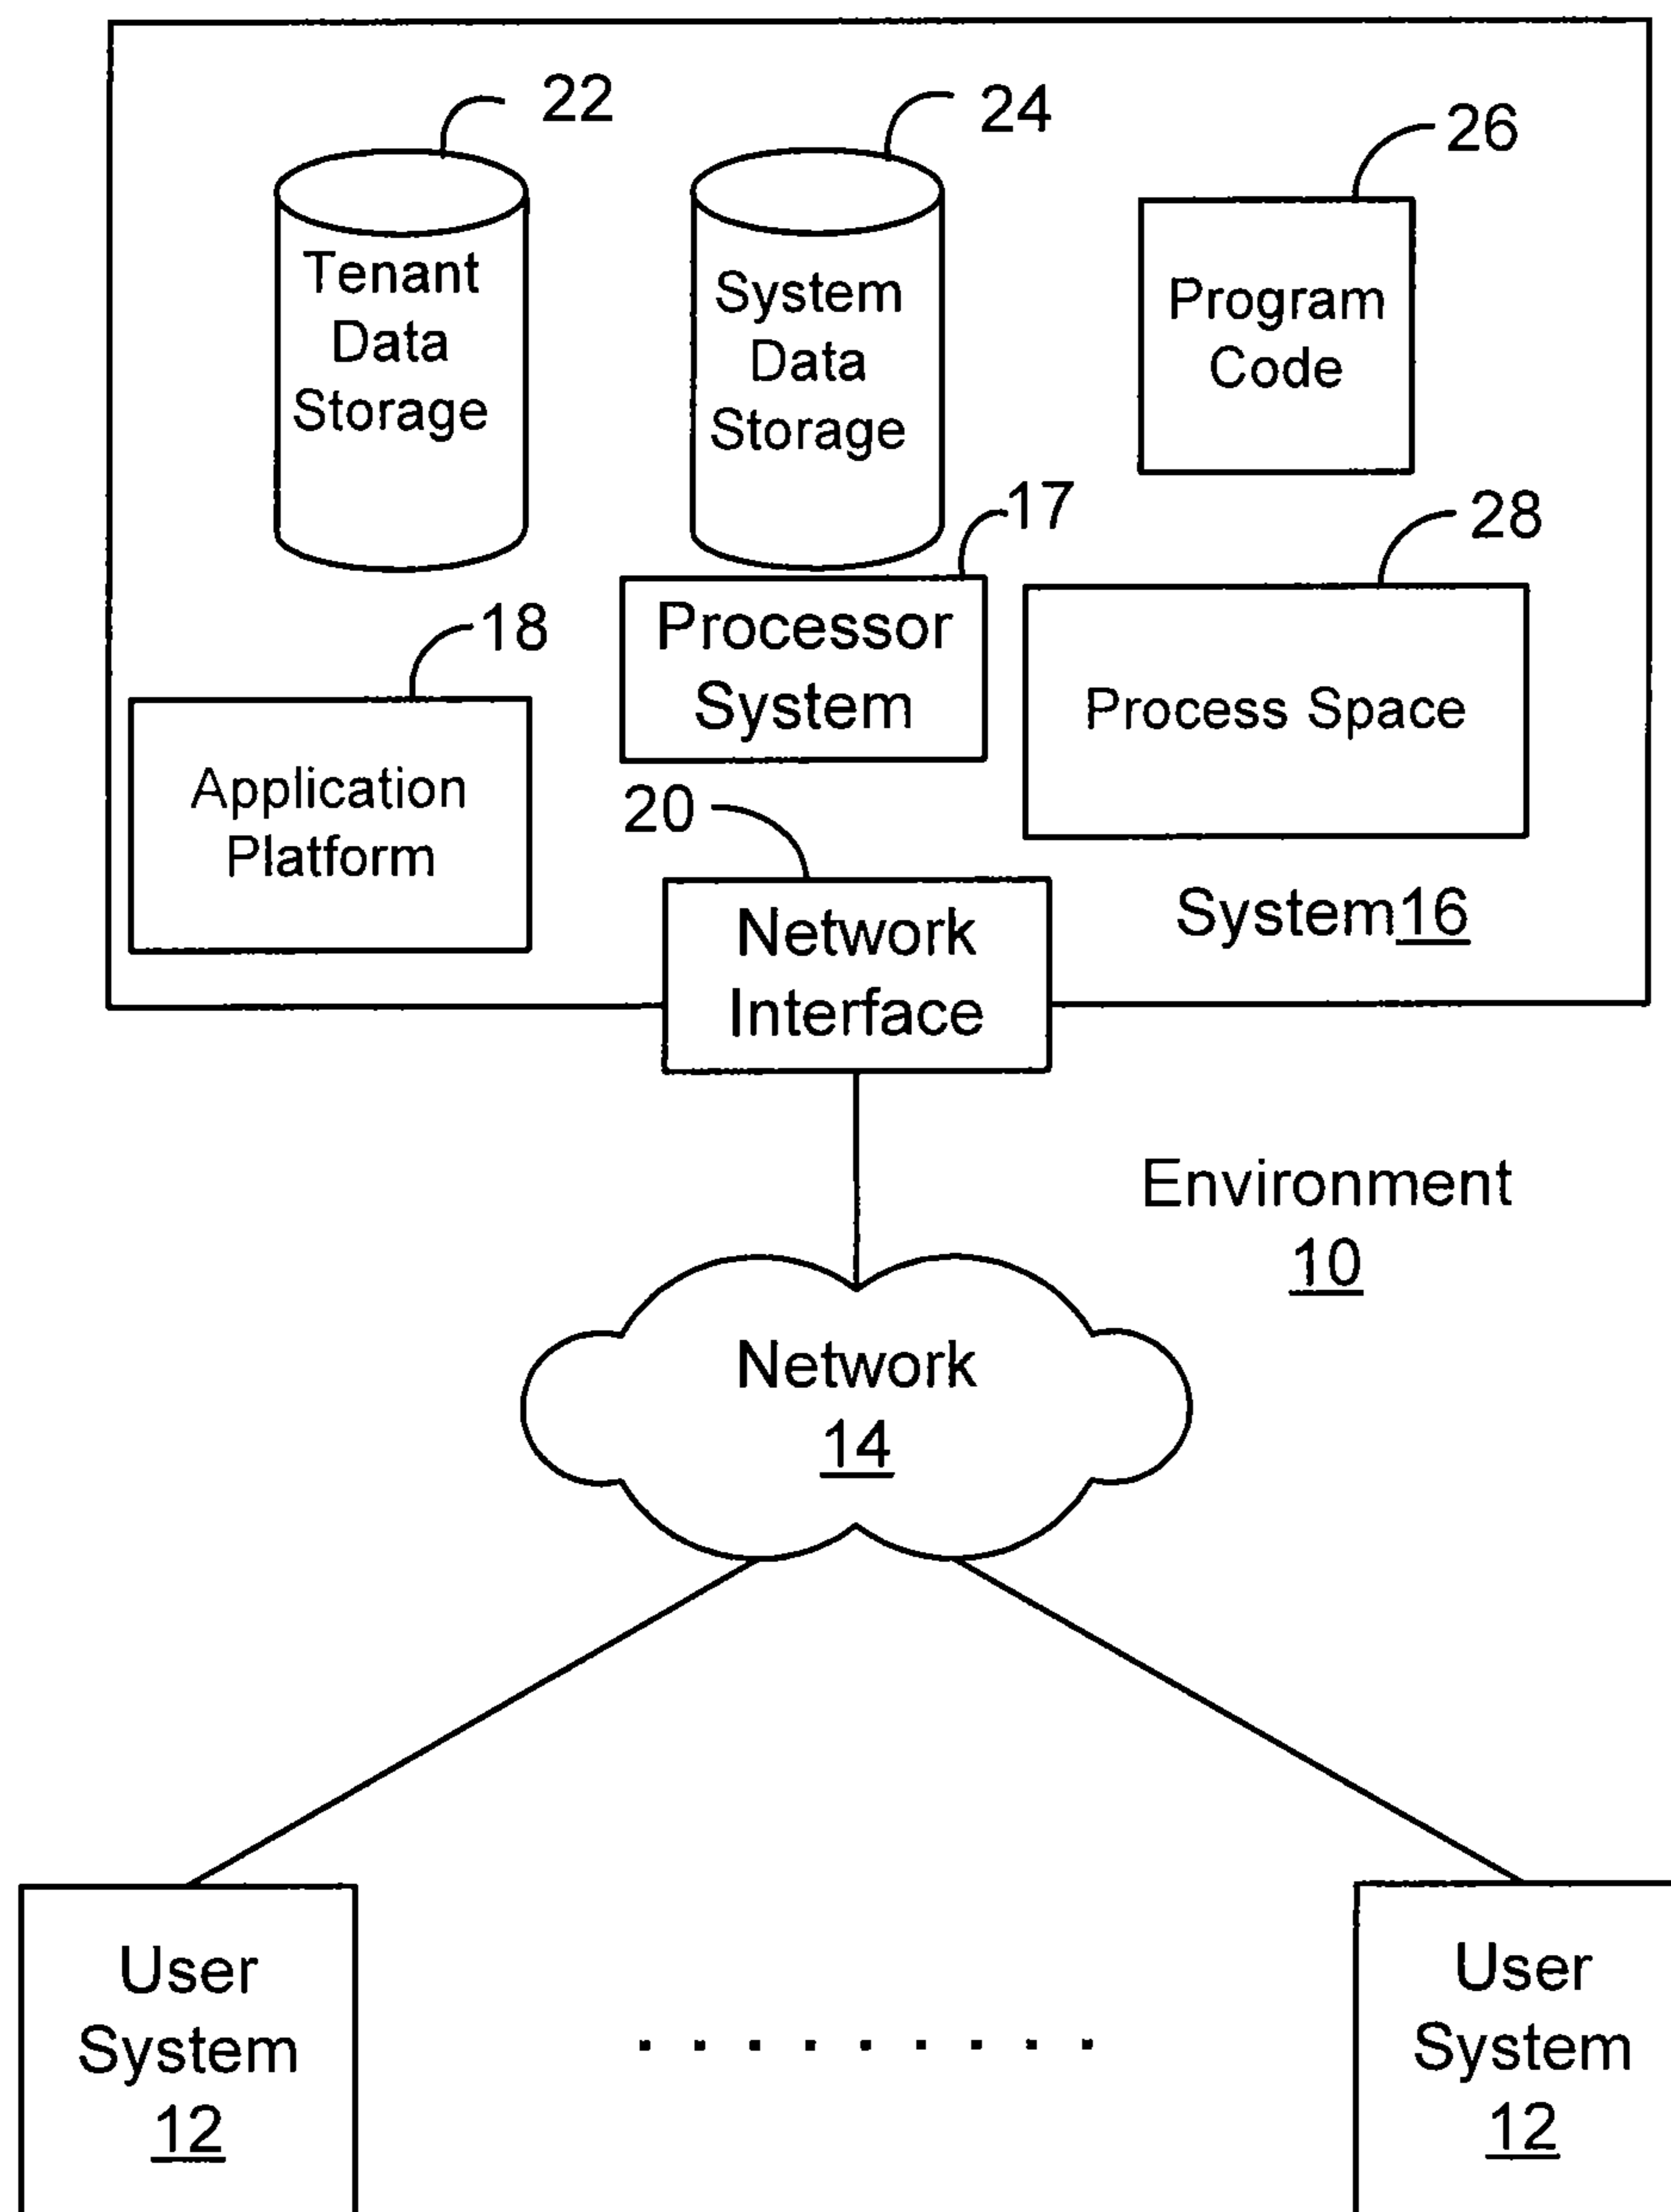 22
24
26
Tenant
Data
Storage
System
Data
Storage
Program
Code
17
28
18
Processor
System
Process Space
Application
Platform
20
Network
Interface
System16
Environment
10
Network
14
User
System
12
. . . . . . . . .
User
System
12